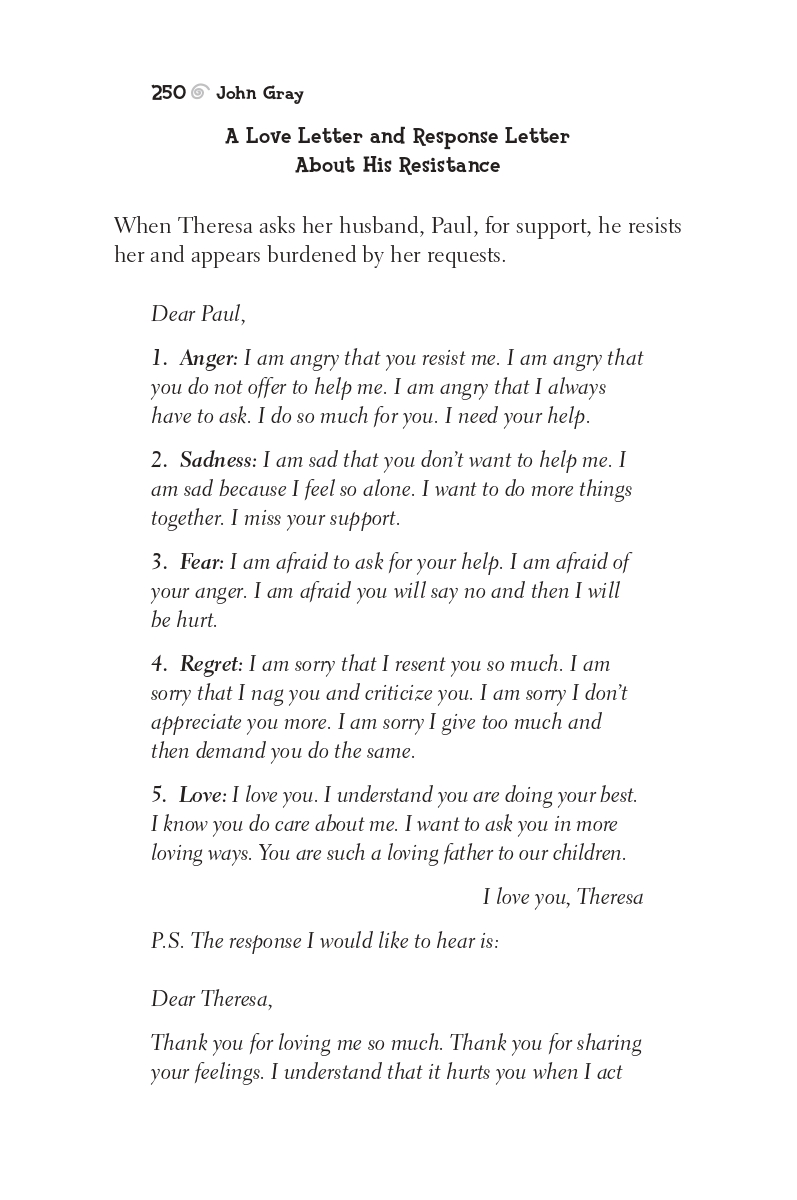 250 John Gray
A Love Letter and Response Letter
About His Resistance
When Theresa asks her husband, Paul, for support, he resists
her and appears burdened by her requests.
Dear Paul,
1. Anger: I am angry that you resist me. I am angry that
you do not offer to help me. I am angry that I always
have to ask. I do so much for you. I need your help.
2. Sadness: I am sad that you don't want to help me. I
am sad because I feel so alone. I want to do more things
together. I miss your support.
3. Fear: I am afraid to ask for your help. I am afraid of
your anger. I am afraid you will say no and then I will
be hurt.
4. Regret: I am sorry that I resent you so much. I am
sorry that I nag you and criticize you. I am sorry I don't
appreciate you more. I am sorry I give too much and
then demand you do the same.
5. Love: I love you. I understand you are doing your best.
I know you do care about me. I want to ask you in more
loving ways. You are such a loving father to our children.
I love you, Theresa
P.S. The response I would like to hear is:
Dear Theresa,
Thank you for loving me so much. Thank you for sharing
your feelings. I understand that it hurts you when I act